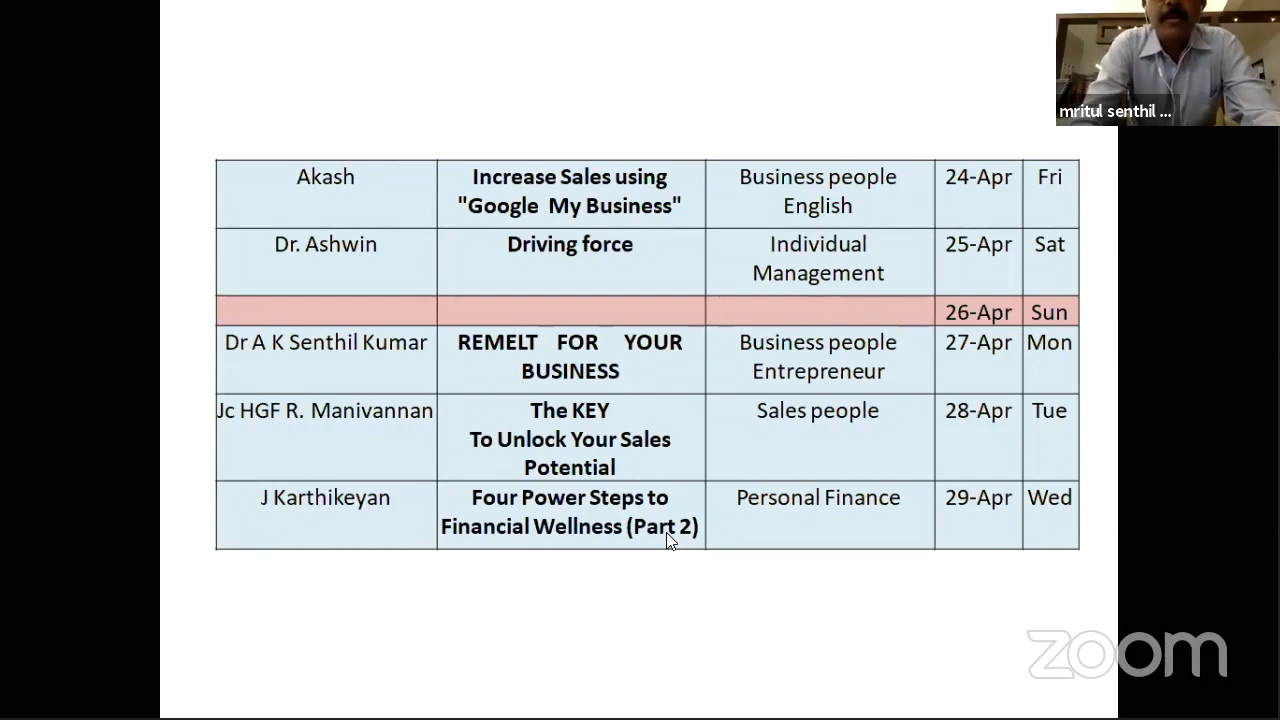 mritul senthil ...
Akash
Increase Sales using
"Google My Business"
Business people
English
24-Apr
Fri
Dr. Ashwin
Driving force
Individual
Management
25-Apr
Sat
26-Apr
Sun
Dr A K Senthil Kumar
REMELT FOR YOUR
BUSINESS
Business people
Entrepreneur
27-Apr
Mon
Jc HGF R. Manivannan
The KEY
To Unlock Your Sales
Potential
Sales people
28-Apr
Tue
J Karthikeyan
Four Power Steps to
Financial Wellness (Part 2)
Personal Finance
29-Apr
Wed
zoom